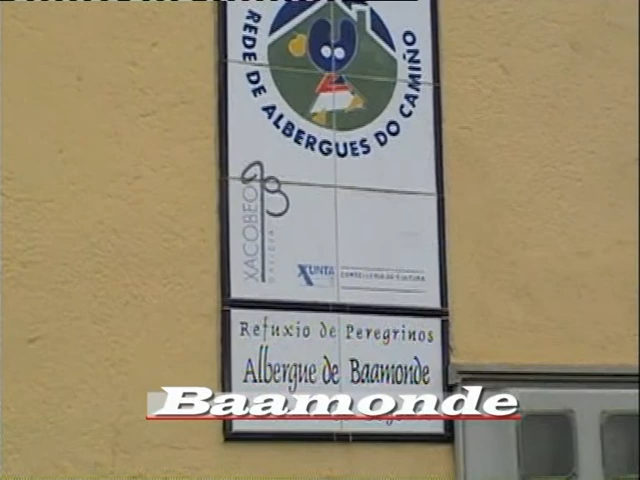 REDE DE ALBERGUES DO CAMIÑO
XACOBEO 93
GALICIA
XUNTA
CONSELLERIA DE CULTURA
Refuxio de Peregrinos
Albergue de Baamonde
Baamonde